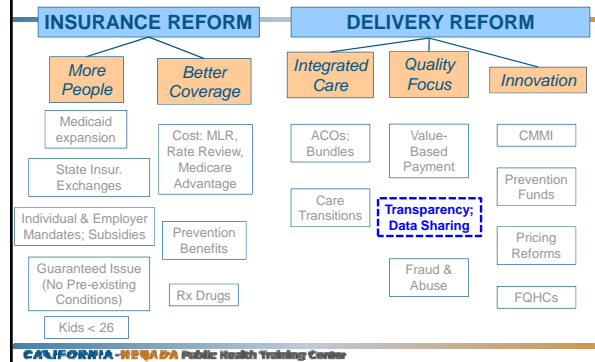 INSURANCE REFORM
More
People
Better
Coverage
Medicaid
expansion
State Insur.
Exchanges
Individual & Employer
Mandates; Subsidies
Guaranteed Issue
(No Pre-existing
Conditions)
Kids < 26
Cost: MLR,
Rate Review,
Medicare
Advantage
Prevention
Benefits
Rx Drugs
DELIVERY REFORM
Integrated
Care
Quality
Focus
Innovation
ACOs;
Bundles
Care
Transitions
Value-
Based
Payment
Transparency;
Data Sharing
Fraud &
Abuse
CMMI
Prevention
Funds
Pricing
Reforms
FQHCs
CALIFORNIA-NEVADA Public Health Training Center